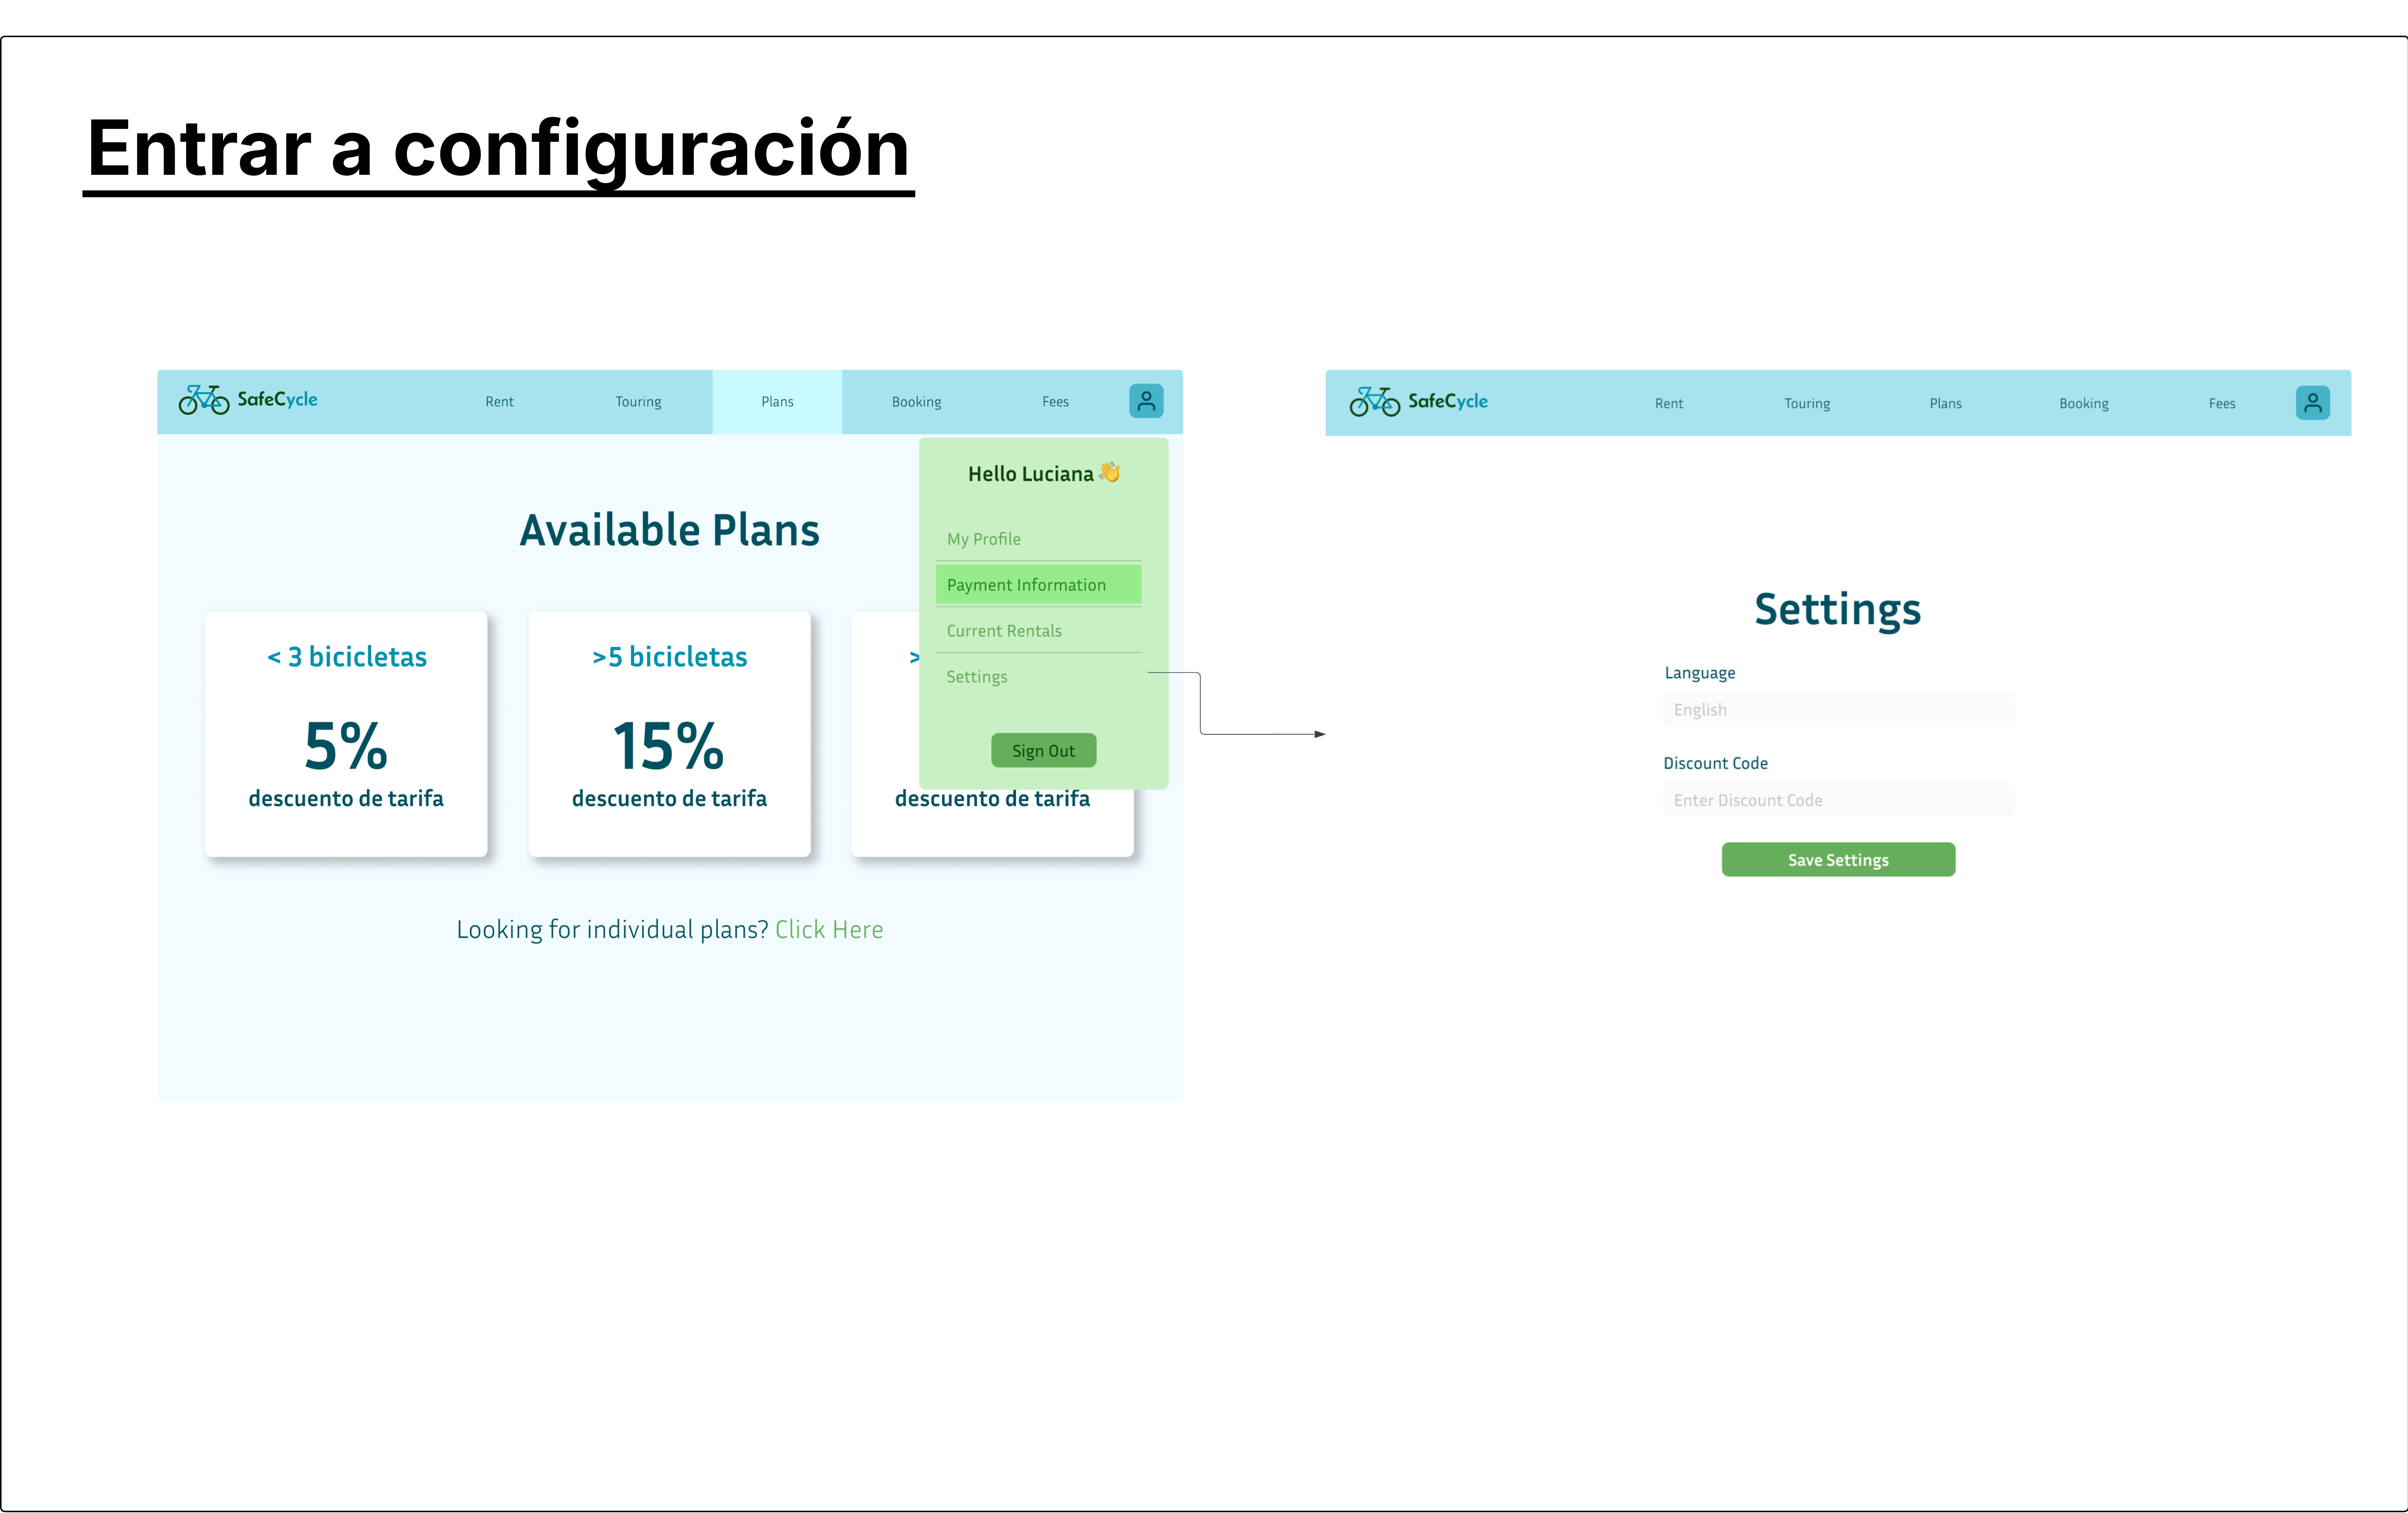 Entrar a configuración
SafeCycle
Rent
Touring
Plans
Booking
Fees
Hello Luciana 👋
My Profile
Payment Information
Current Rentals
Settings
Sign Out
Available Plans
< 3 bicicletas
5%
descuento de tarifa
>5 bicicletas
15%
descuento de tarifa
>
descuento de tarifa
Looking for individual plans? Click Here
SafeCycle
Rent
Touring
Plans
Booking
Fees
Settings
Language
English
Discount Code
Enter Discount Code
Save Settings